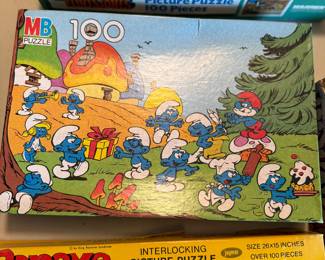 Picture Puzzle
100 Pieces
MB
PUZZLE
100
INTERLOCKING
PICTURE PUZZLE
SIZE 26x15 INCHES
OVER 100 PIECES